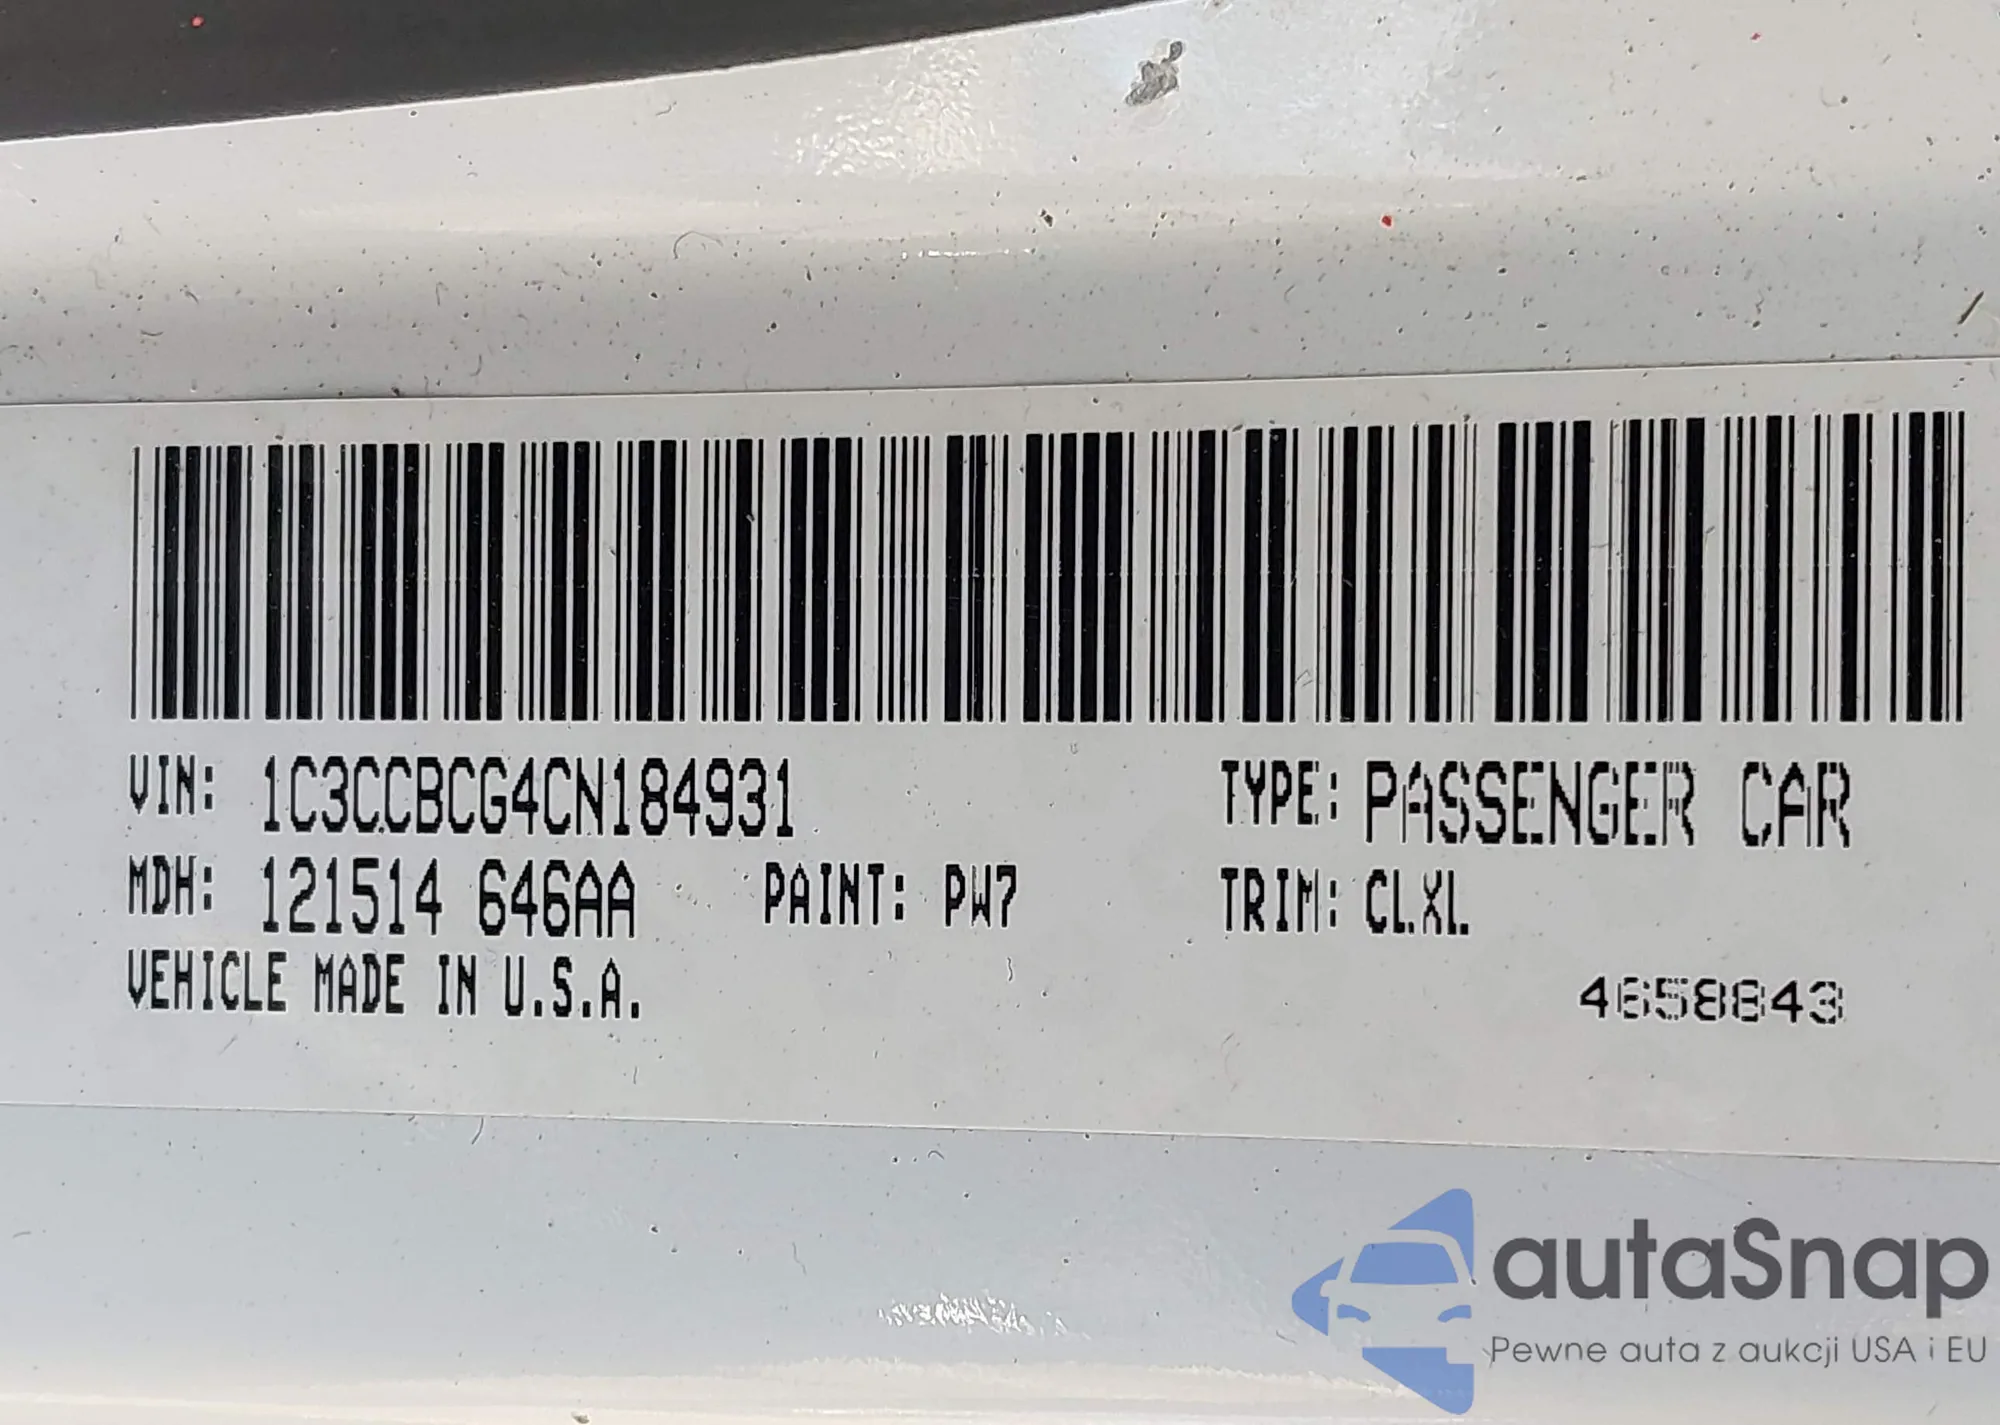 VIN: 1C3CCBCG4CN184931 TYPE: PASSENGER CAR
MDH: 121514 646AA PAINT: PW7 TRIM: CLXL
VEHICLE MADE IN U.S.A.
4658843
autaSnap
Pewne auta z aukcji USA i EU